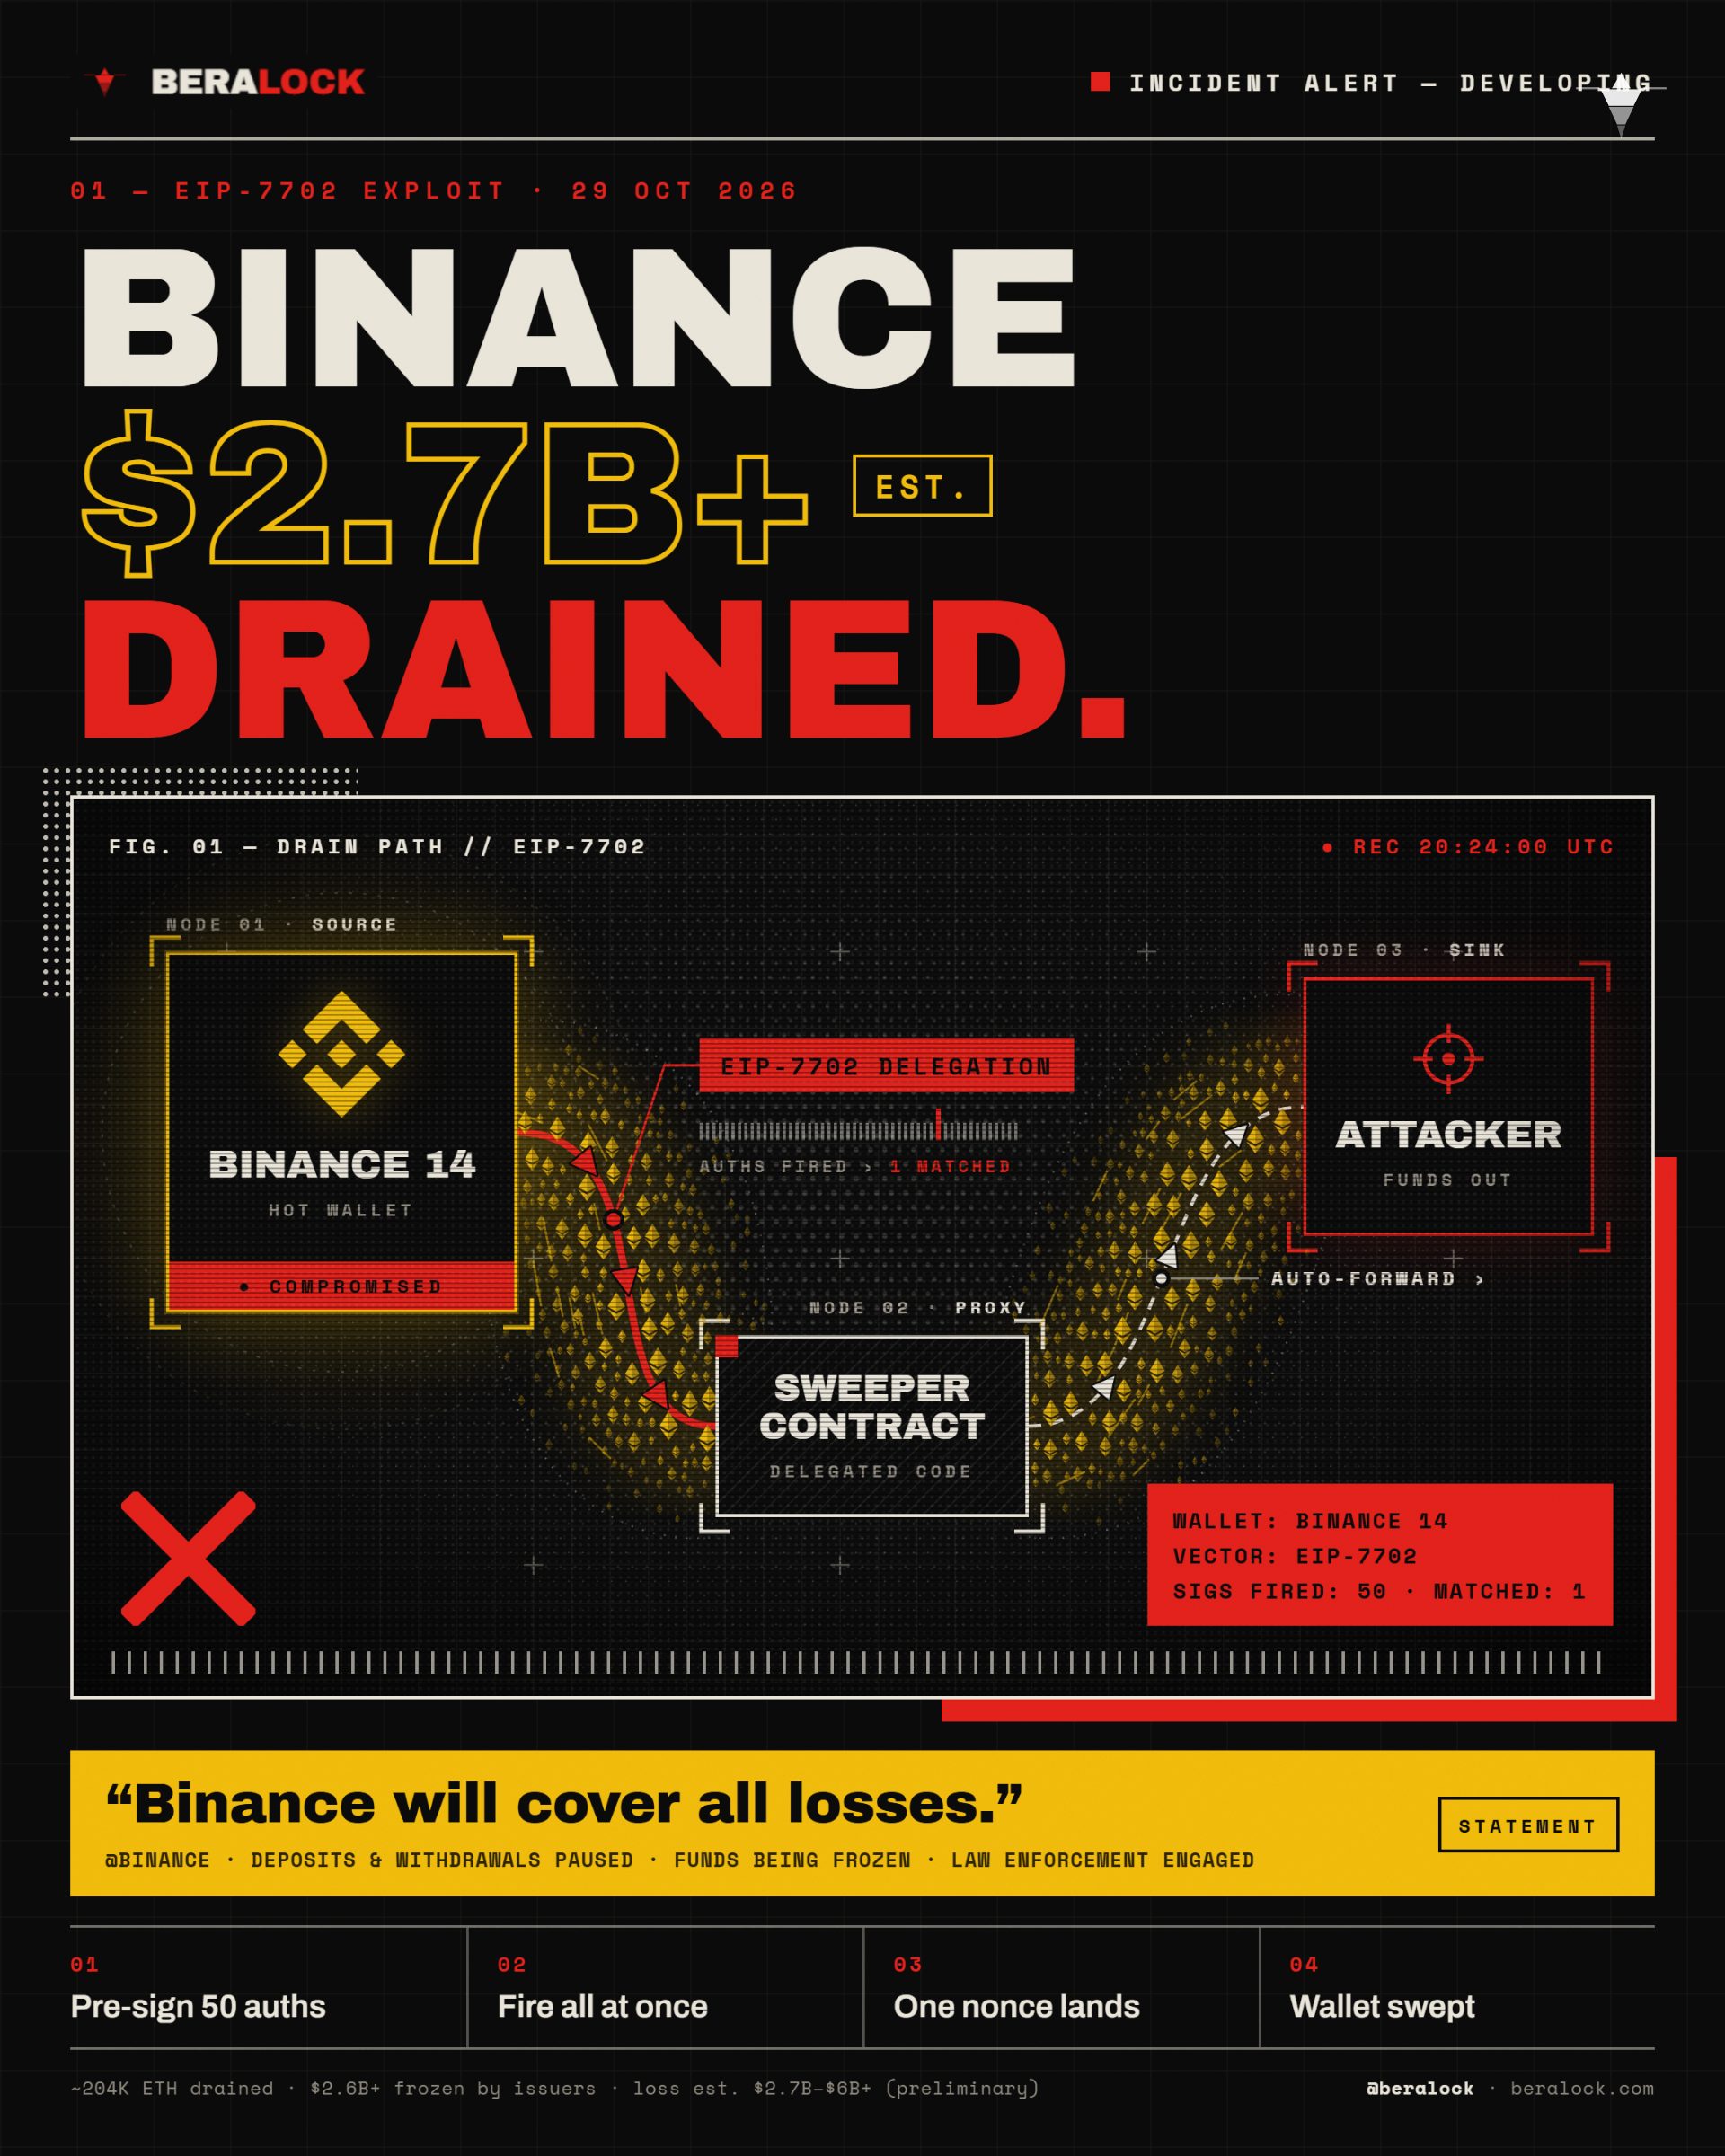 BERALOCK
INCIDENT ALERT — DEVELOPING
01 — EIP-7702 EXPLOIT · 29 OCT 2026
BINANCE
$2.7B+ EST.
DRAINED.
FIG. 01 — DRAIN PATH // EIP-7702
● REC 20:24:00 UTC
NODE 01 · SOURCE
BINANCE 14
HOT WALLET
● COMPROMISED
EIP-7702 DELEGATION
AUTHS FIRED › 1 MATCHED
NODE 02 · PROXY
SWEEPER
CONTRACT
DELEGATED CODE
NODE 03 · SINK
ATTACKER
FUNDS OUT
AUTO-FORWARD ›
WALLET: BINANCE 14
VECTOR: EIP-7702
SIGS FIRED: 50 · MATCHED: 1
“Binance will cover all losses.”
@BINANCE · DEPOSITS & WITHDRAWALS PAUSED · FUNDS BEING FROZEN · LAW ENFORCEMENT ENGAGED
STATEMENT
01
Pre-sign 50 auths
02
Fire all at once
03
One nonce lands
04
Wallet swept
~204K ETH drained · $2.6B+ frozen by issuers · loss est. $2.7B–$6B+ (preliminary)
@beralock · beralock.com